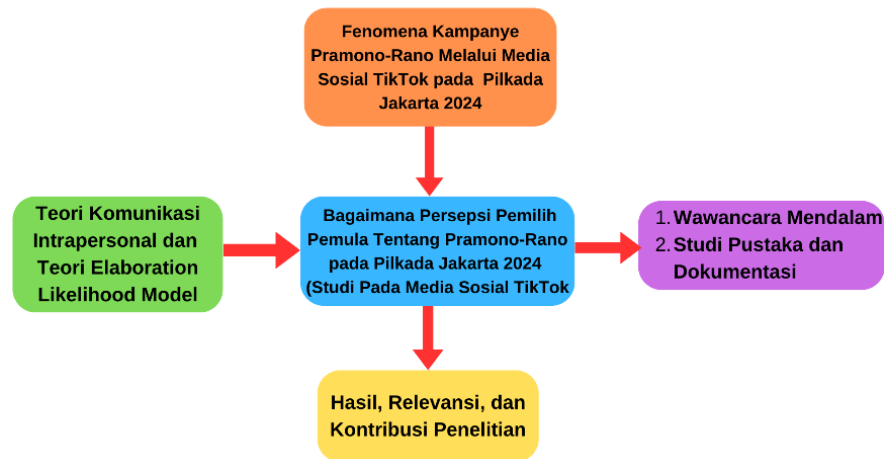 Fenomena Kampanye
Pramono-Rano Melalui Media
Sosial TikTok pada Pilkada
Jakarta 2024
Teori Komunikasi
Intrapersonal dan
Teori Elaboration
Likelihood Model
Bagaimana Persepsi Pemilih
Pemula Tentang Pramono-Rano
pada Pilkada Jakarta 2024
(Studi Pada Media Sosial TikTok
1. Wawancara Mendalam
2. Studi Pustaka dan
Dokumentasi
Hasil, Relevansi, dan
Kontribusi Penelitian